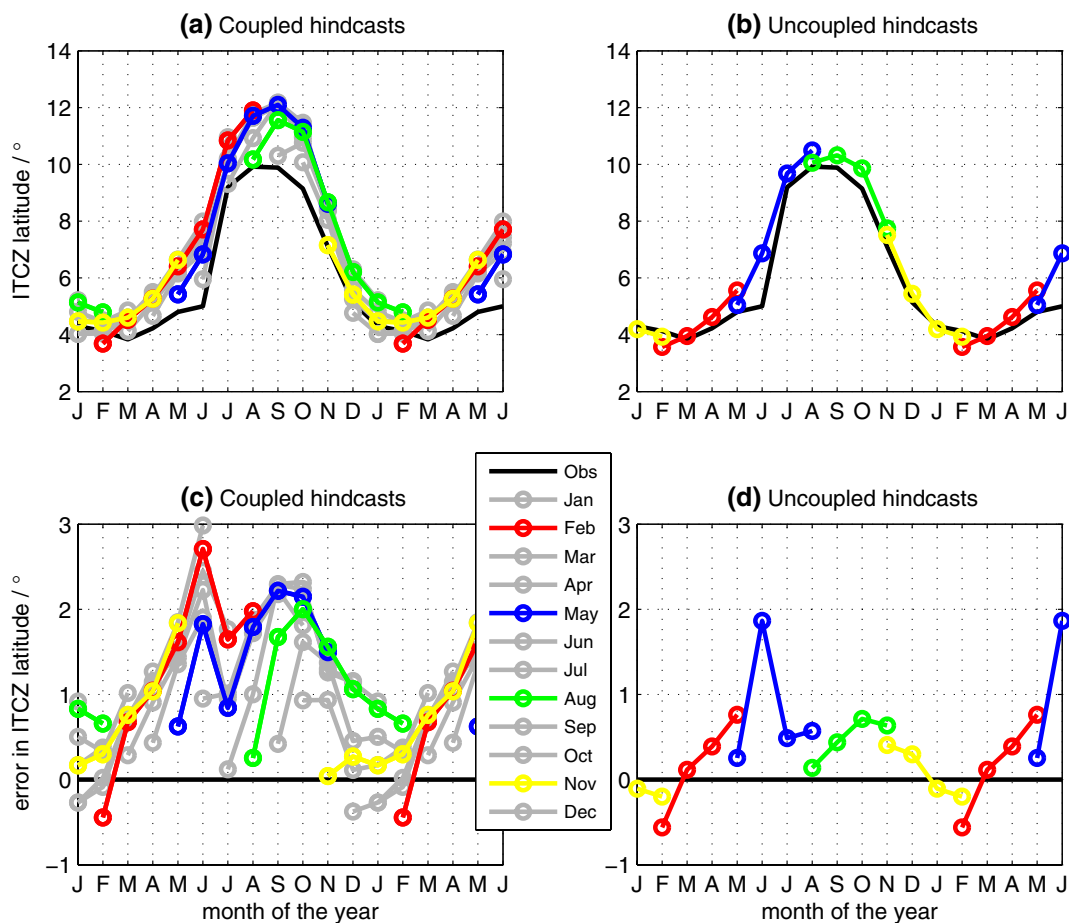 (a) Coupled hindcasts
ITCZ latitude / °
14
12
10
8
6
4
2
J F M A M J J A S O N D J F M A M J
(b) Uncoupled hindcasts
14
12
10
8
6
4
2
J F M A M J J A S O N D J F M A M J
(c) Coupled hindcasts
error in ITCZ latitude / °
3
2
1
0
−1
J F M A M J J A S O N D J F M A M J
month of the year
Obs
Jan
Feb
Mar
Apr
May
Jun
Jul
Aug
Sep
Oct
Nov
Dec
(d) Uncoupled hindcasts
3
2
1
0
−1
J F M A M J J A S O N D J F M A M J
month of the year